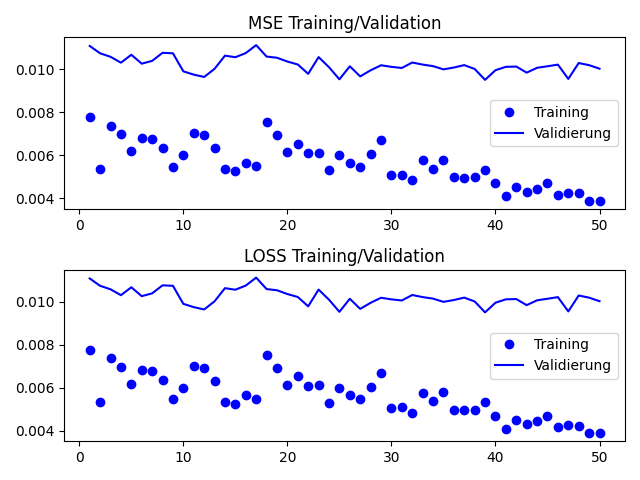 MSE Training/Validation
0.010
0.008
0.006
0.004
Training
Validierung
0 10 20 30 40 50
LOSS Training/Validation
0.010
0.008
0.006
0.004
Training
Validierung
0 10 20 30 40 50